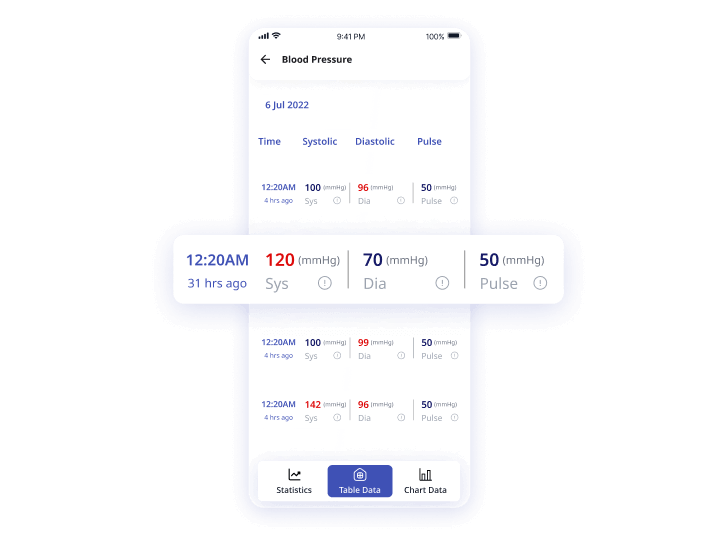 9:41 PM 100%
Blood Pressure
6 Jul 2022
Time Systolic Diastolic Pulse
12:20AM 100 (mmHg) 96 (mmHg) 50 (mmHg)
4 hrs ago Sys Dia Pulse
12:20AM 120 (mmHg) 70 (mmHg) 50 (mmHg)
31 hrs ago Sys Dia Pulse
12:20AM 100 (mmHg) 99 (mmHg) 50 (mmHg)
4 hrs ago Sys Dia Pulse
12:20AM 142 (mmHg) 96 (mmHg) 50 (mmHg)
4 hrs ago Sys Dia Pulse
Statistics Table Data Chart Data